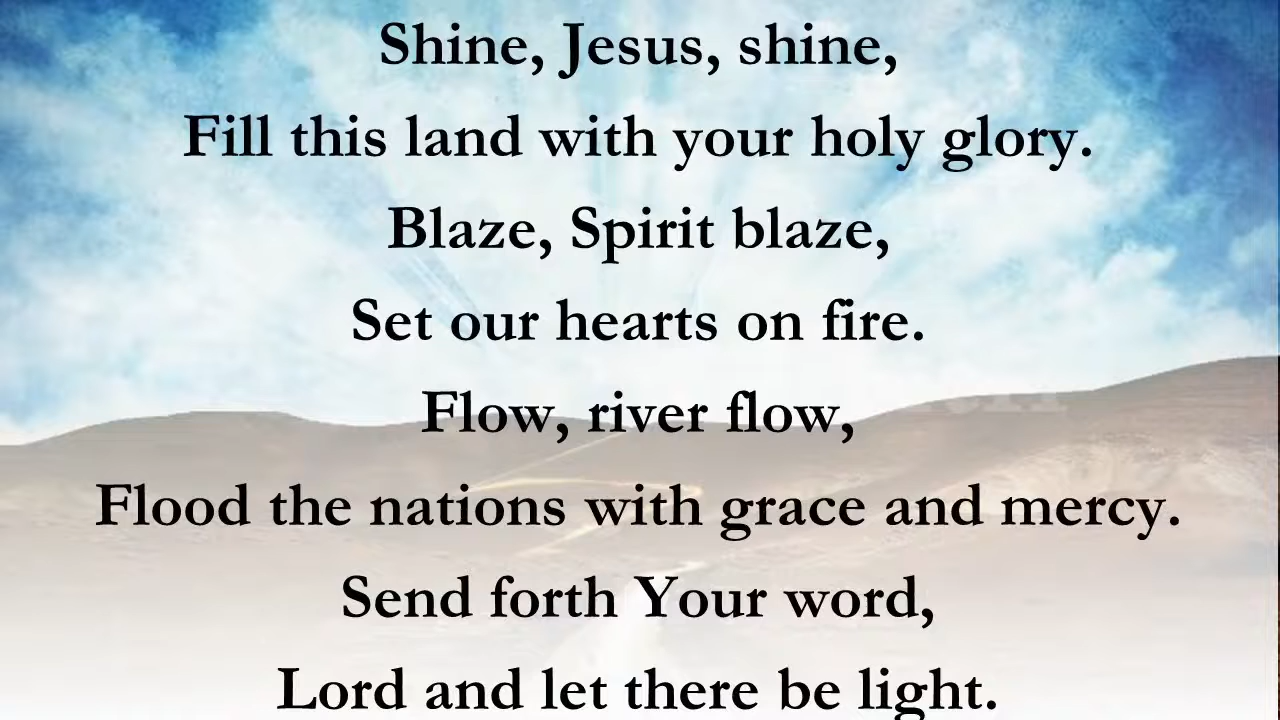 Shine, Jesus, shine,
Fill this land with your holy glory.
Blaze, Spirit blaze,
Set our hearts on fire.
Flow, river flow,
Flood the nations with grace and mercy.
Send forth Your word,
Lord and let there be light.